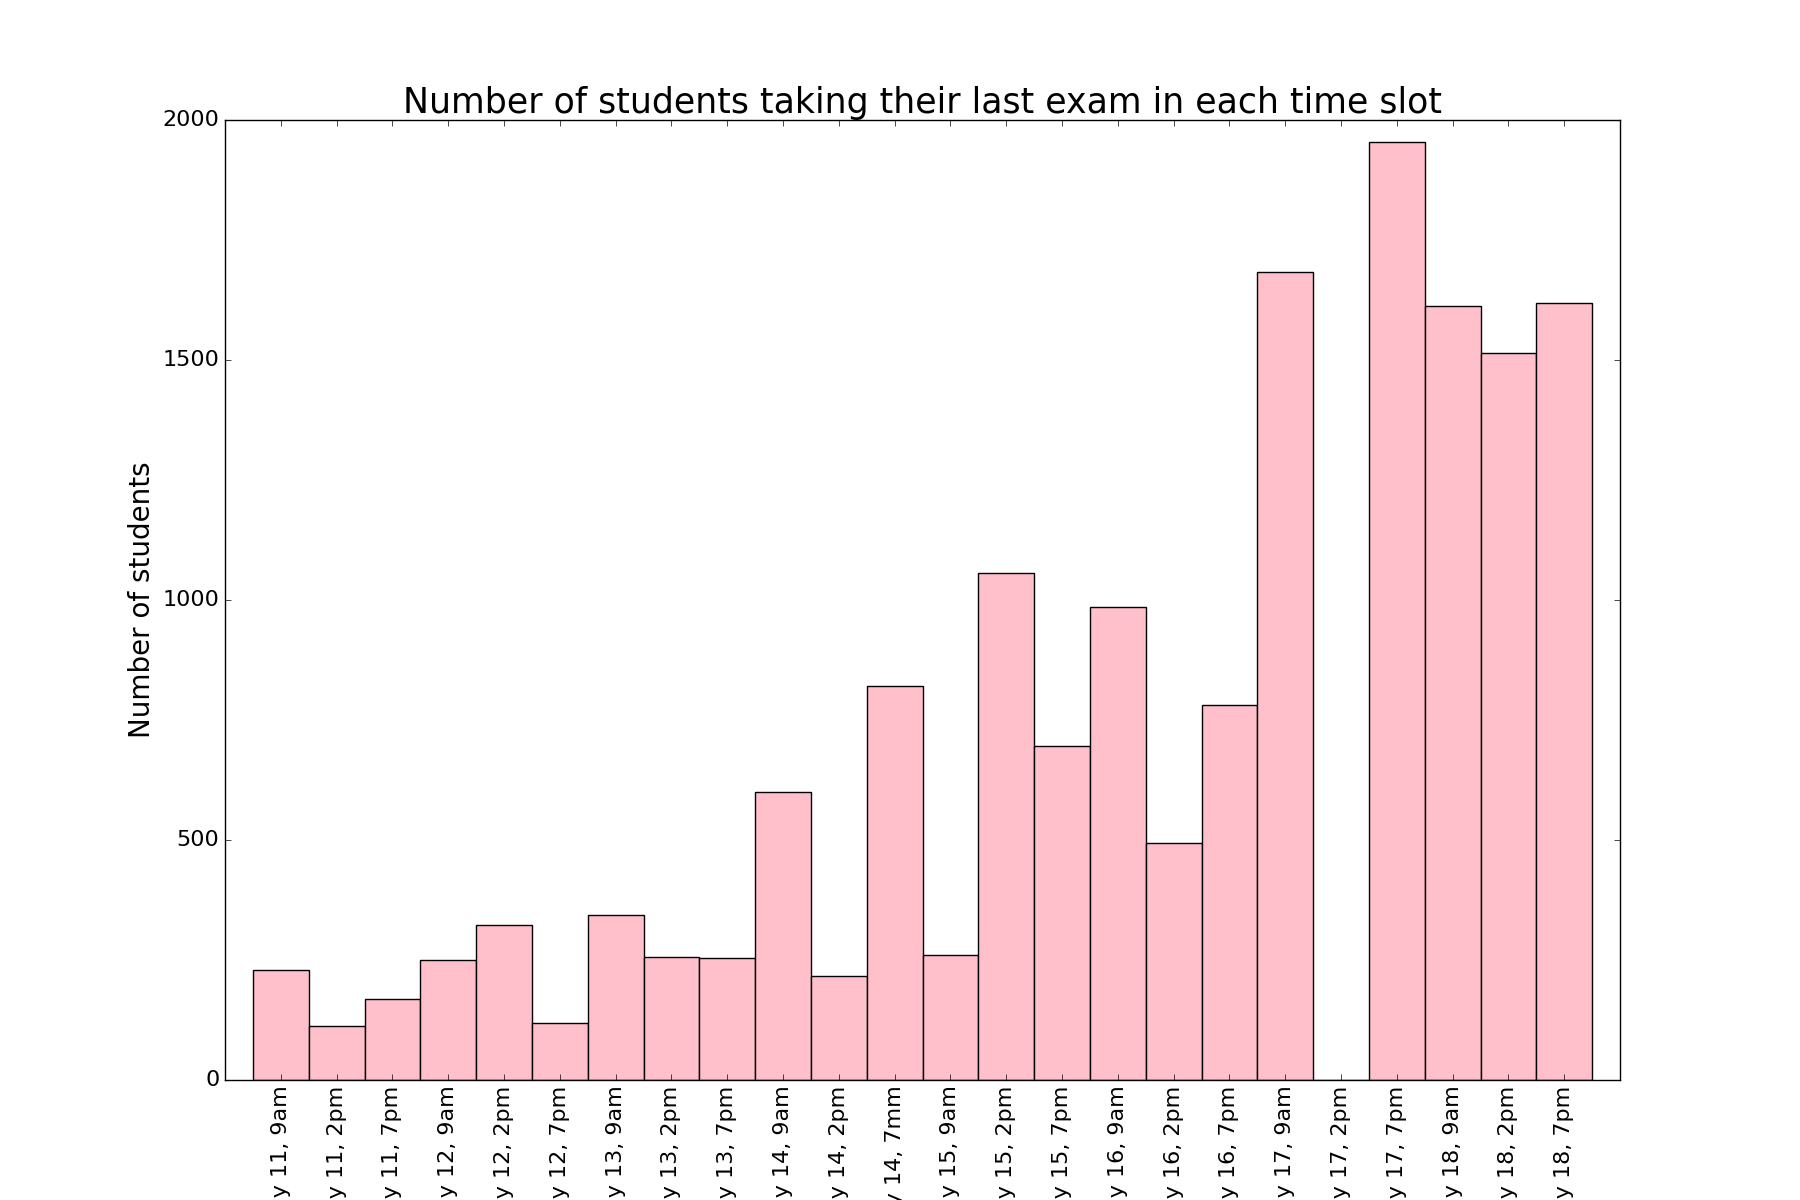 Number of students taking their last exam in each time slot
Number of students
2000
1500
1000
500
0
y 11, 9am
y 11, 2pm
y 11, 7pm
y 12, 9am
y 12, 2pm
y 12, 7pm
y 13, 9am
y 13, 2pm
y 13, 7pm
y 14, 9am
y 14, 2pm
y 14, 7mm
y 15, 9am
y 15, 2pm
y 15, 7pm
y 16, 9am
y 16, 2pm
y 16, 7pm
y 17, 9am
y 17, 2pm
y 17, 7pm
y 18, 9am
y 18, 2pm
y 18, 7pm